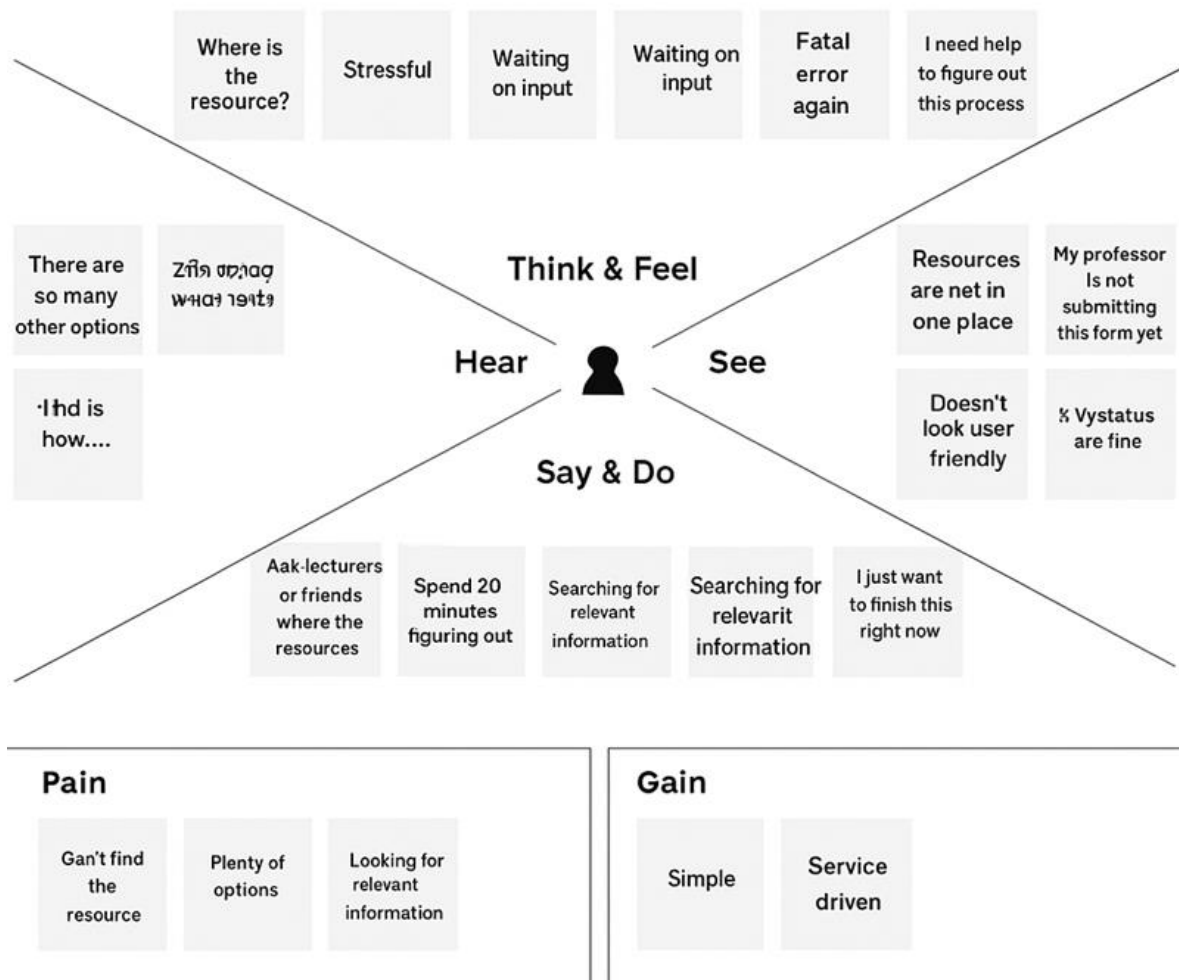 Where is
the
resource?
Stressful
Waiting
on input
Waiting on
input
Fatal
error
again
I need help
to figure out
this process
Think & Feel
There are
so many
other options
is
how....
Hear
See
Resources
are net in
one place
My professor
Is not
submitting
this form yet
Doesn't
look user
friendly
Vystatus
are fine
Say & Do
Aak-lecturers
or friends
where the
resources
Spend 20
minutes
figuring out
Searching for
relevant
information
Searching for
relevarit
information
I just want
to finish this
right now
Pain
Gan't find
the
resource
Plenty of
options
Looking for
relevant
information
Gain
Simple
Service
driven